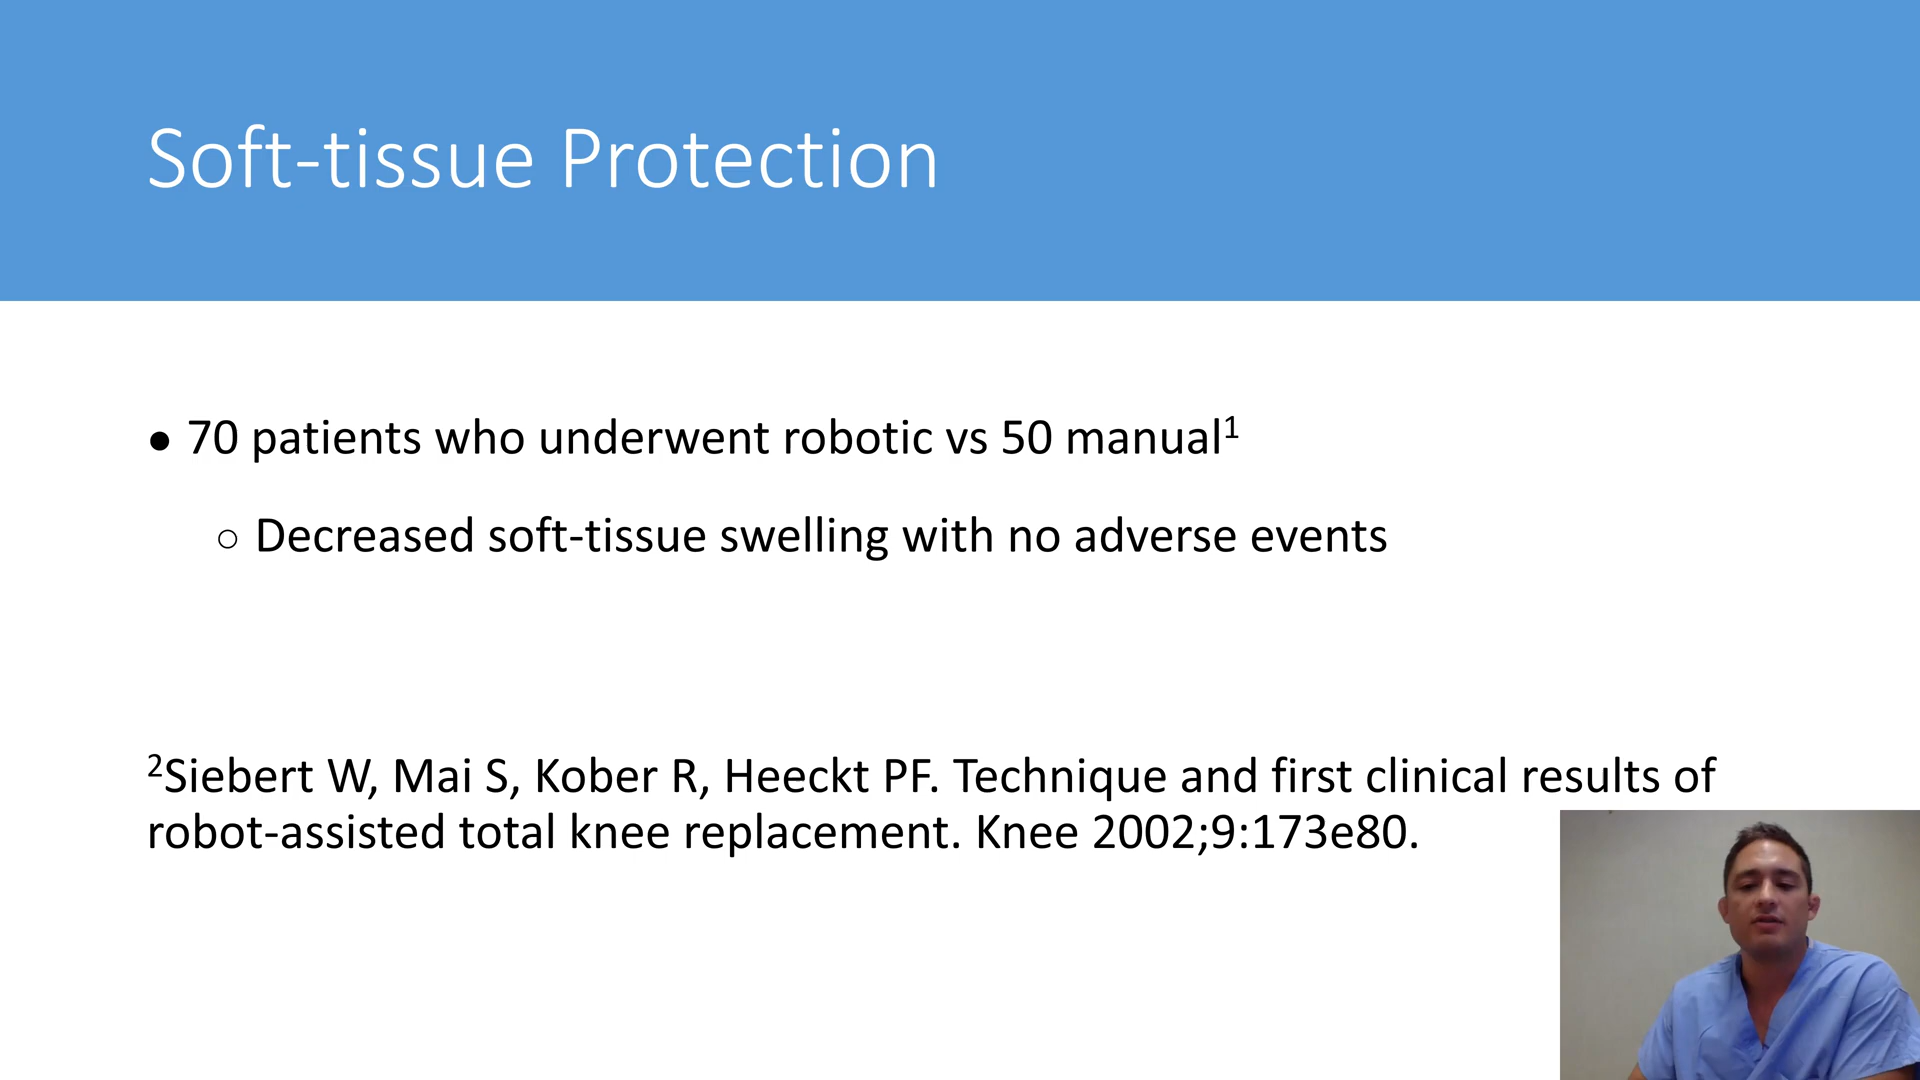 Soft-tissue Protection
● 70 patients who underwent robotic vs 50 manual¹
○ Decreased soft-tissue swelling with no adverse events
²Siebert W, Mai S, Kober R, Heeckt PF. Technique and first clinical results of
robot-assisted total knee replacement. Knee 2002;9:173e80.